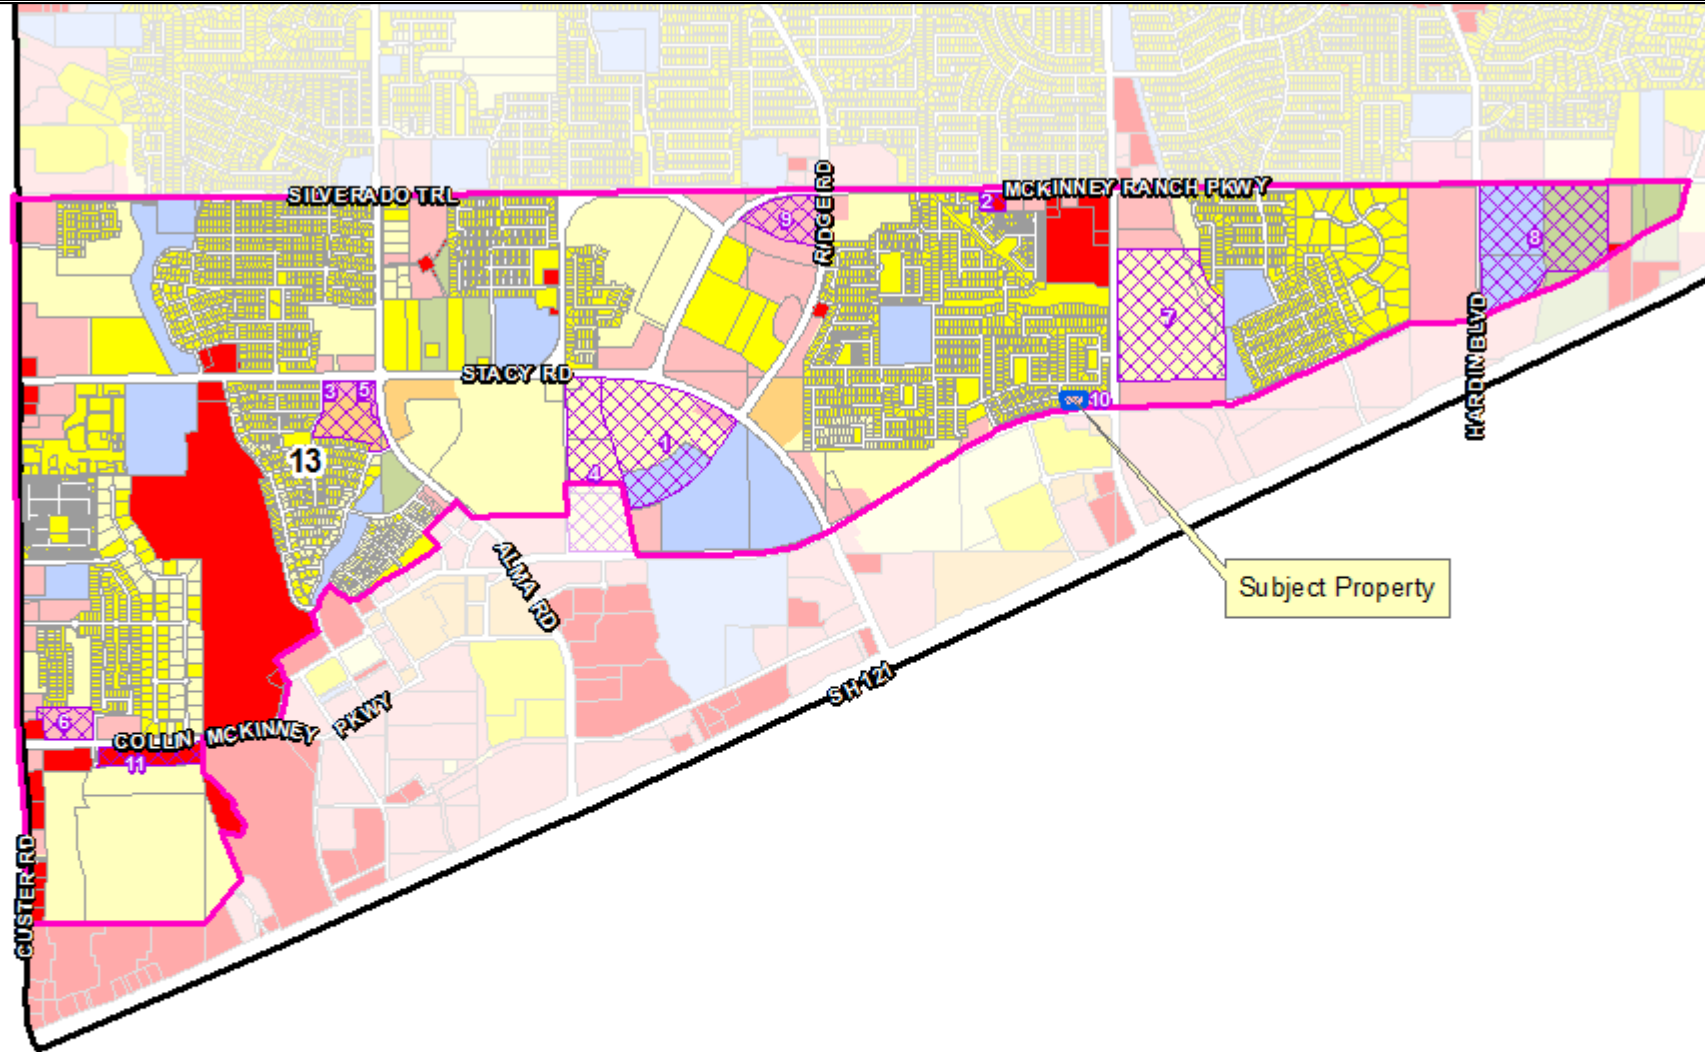 SILVERADO TRL
MCKINNEY RANCH PKWY
RIDGE RD
2
9
8
7
STACY RD
3
5
10
HARDIN BLVD
1
13
4
Subject Property
ALMA RD
SH 121
6
COLLIN MCKINNEY PKWY
11
CUSTER RD